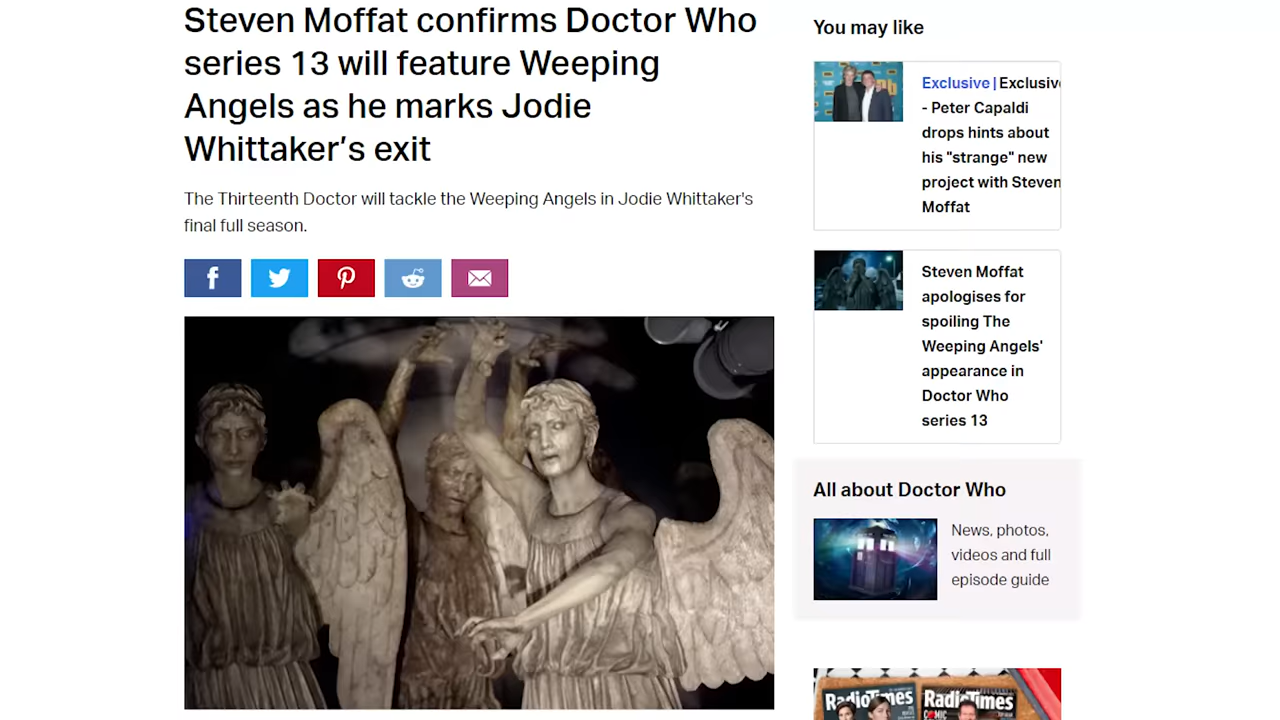 Steven Moffat confirms Doctor Who
series 13 will feature Weeping
Angels as he marks Jodie
Whittaker's exit
The Thirteenth Doctor will tackle the Weeping Angels in Jodie Whittaker's
final full season.
You may like
Exclusive | Exclusive
- Peter Capaldi
drops hints about
his "strange" new
project with Steven
Moffat
Steven Moffat
apologises for
spoiling The
Weeping Angels'
appearance in
Doctor Who
series 13
All about Doctor Who
News, photos,
videos and full
episode guide
RadioTimes
RadioTimes
COMIC